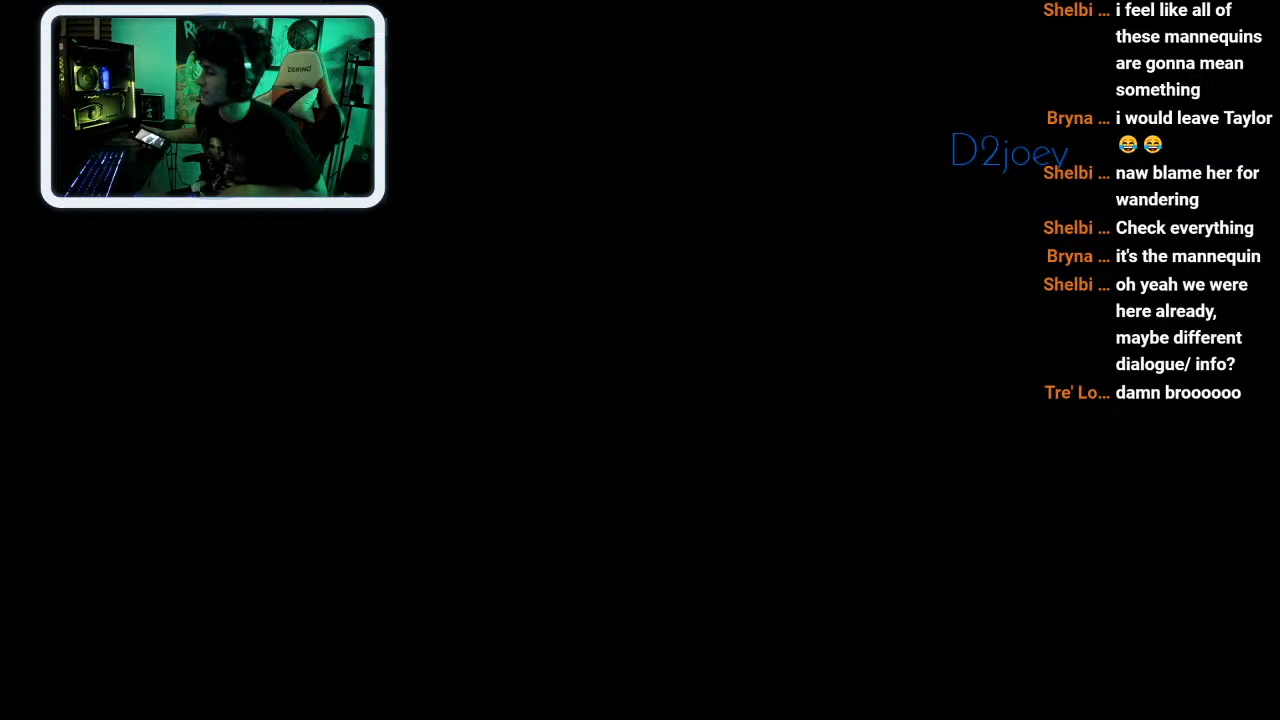 Shelbi ... i feel like all of
these mannequins
are gonna mean
something
Bryna ... i would leave Taylor
😂 😂
D2joey
Shelbi ... naw blame her for
wandering
Shelbi ... Check everything
Bryna ... it's the mannequin
Shelbi ... oh yeah we were
here already,
maybe different
dialogue/ info?
Tre' Lo... damn broooooo